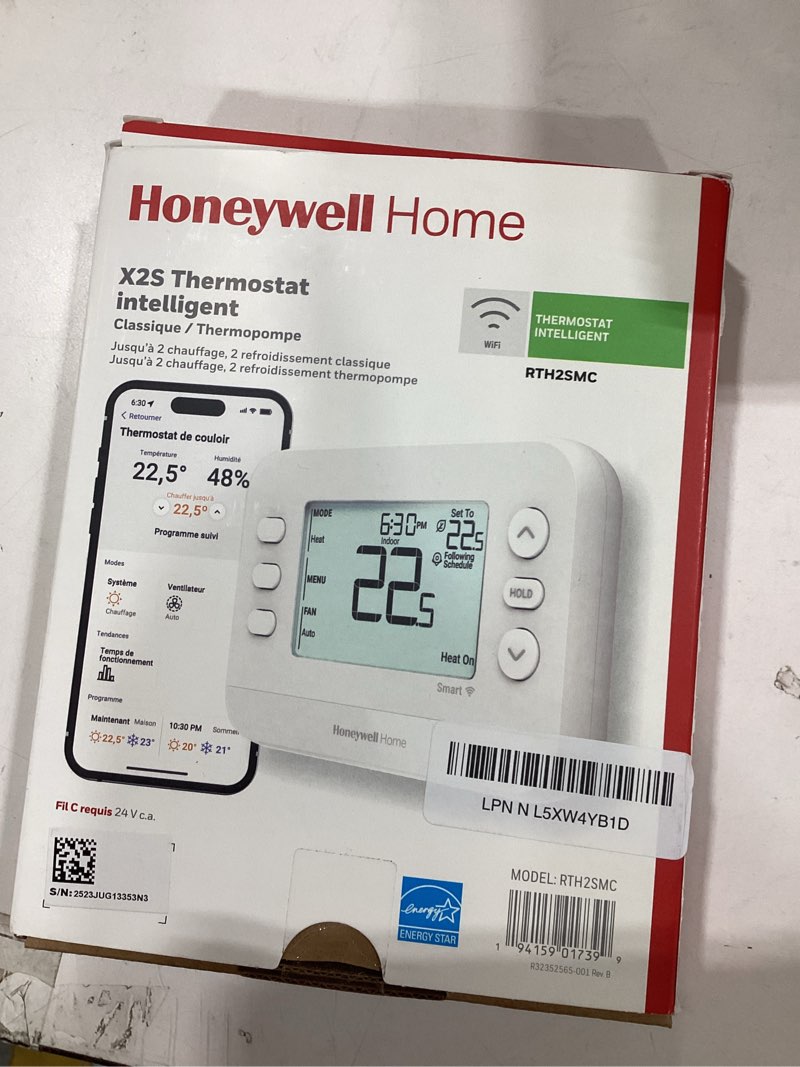 Honeywell Home
X2S Thermostat
intelligent
Classique / Thermopompe
Jusqu'à 2 chauffage, 2 refroidissement classique
Jusqu'à 2 chauffage, 2 refroidissement thermopompe
WiFi
THERMOSTAT
INTELLIGENT
RTH2SMC
6:30
Retourner
Thermostat de couloir
Température Humidité
22,5° 48%
Chauffer jusqu'à
22,5°
Programme suivi
Modes
Système Ventilateur
Chauffage Auto
Tendances
Temps de
fonctionnement
Programme
Maintenant Maison 10:30 PM
22,5° 23° 20° 21°
MODE
Heat
MENU
FAN
Auto
6:30 PM
Indoor
22.5
Set To
22.5
Following
Schedule
Heat On
HOLD
Smart
Honeywell Home
LPN N L5XW4YB1D
Fil C requis 24 V c.a.
S/N: 2523JUG13353N3
energy
ENERGY STAR
MODEL: RTH2SMC
1 94159 01739 9
R32352565-001 Rev. B